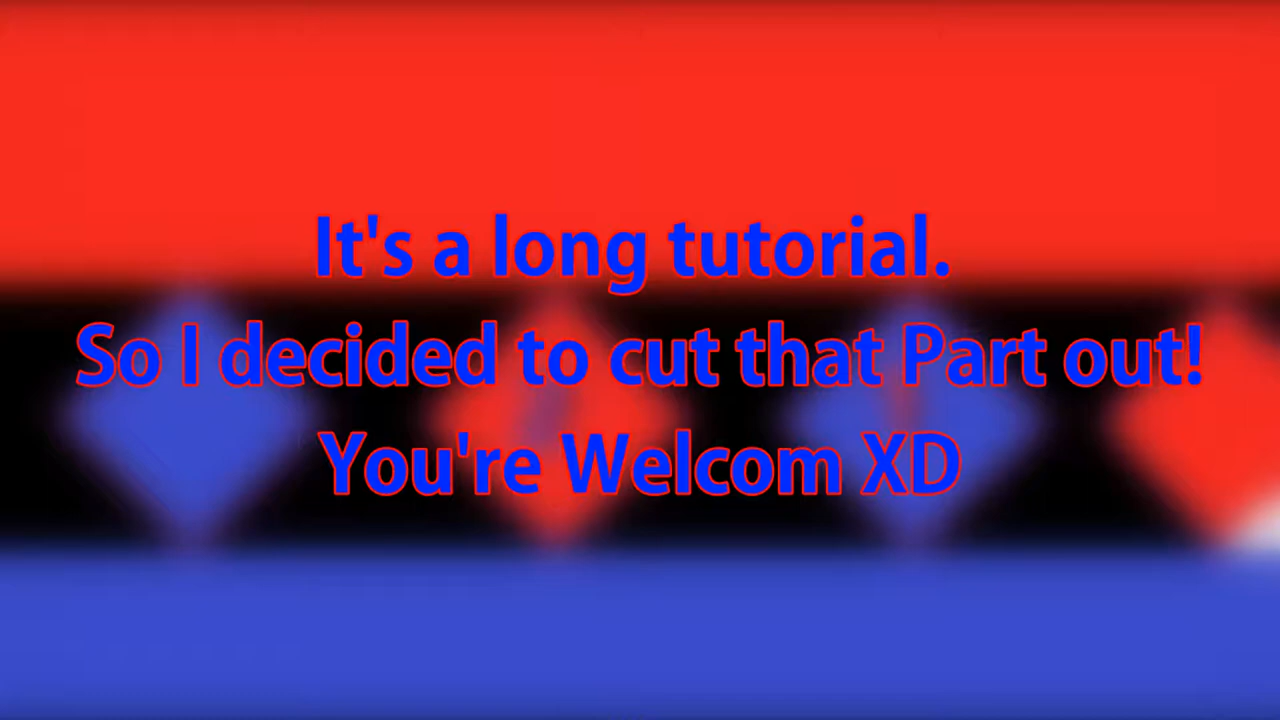 It's a long tutorial.
So I decided to cut that Part out!
You're Welcom XD